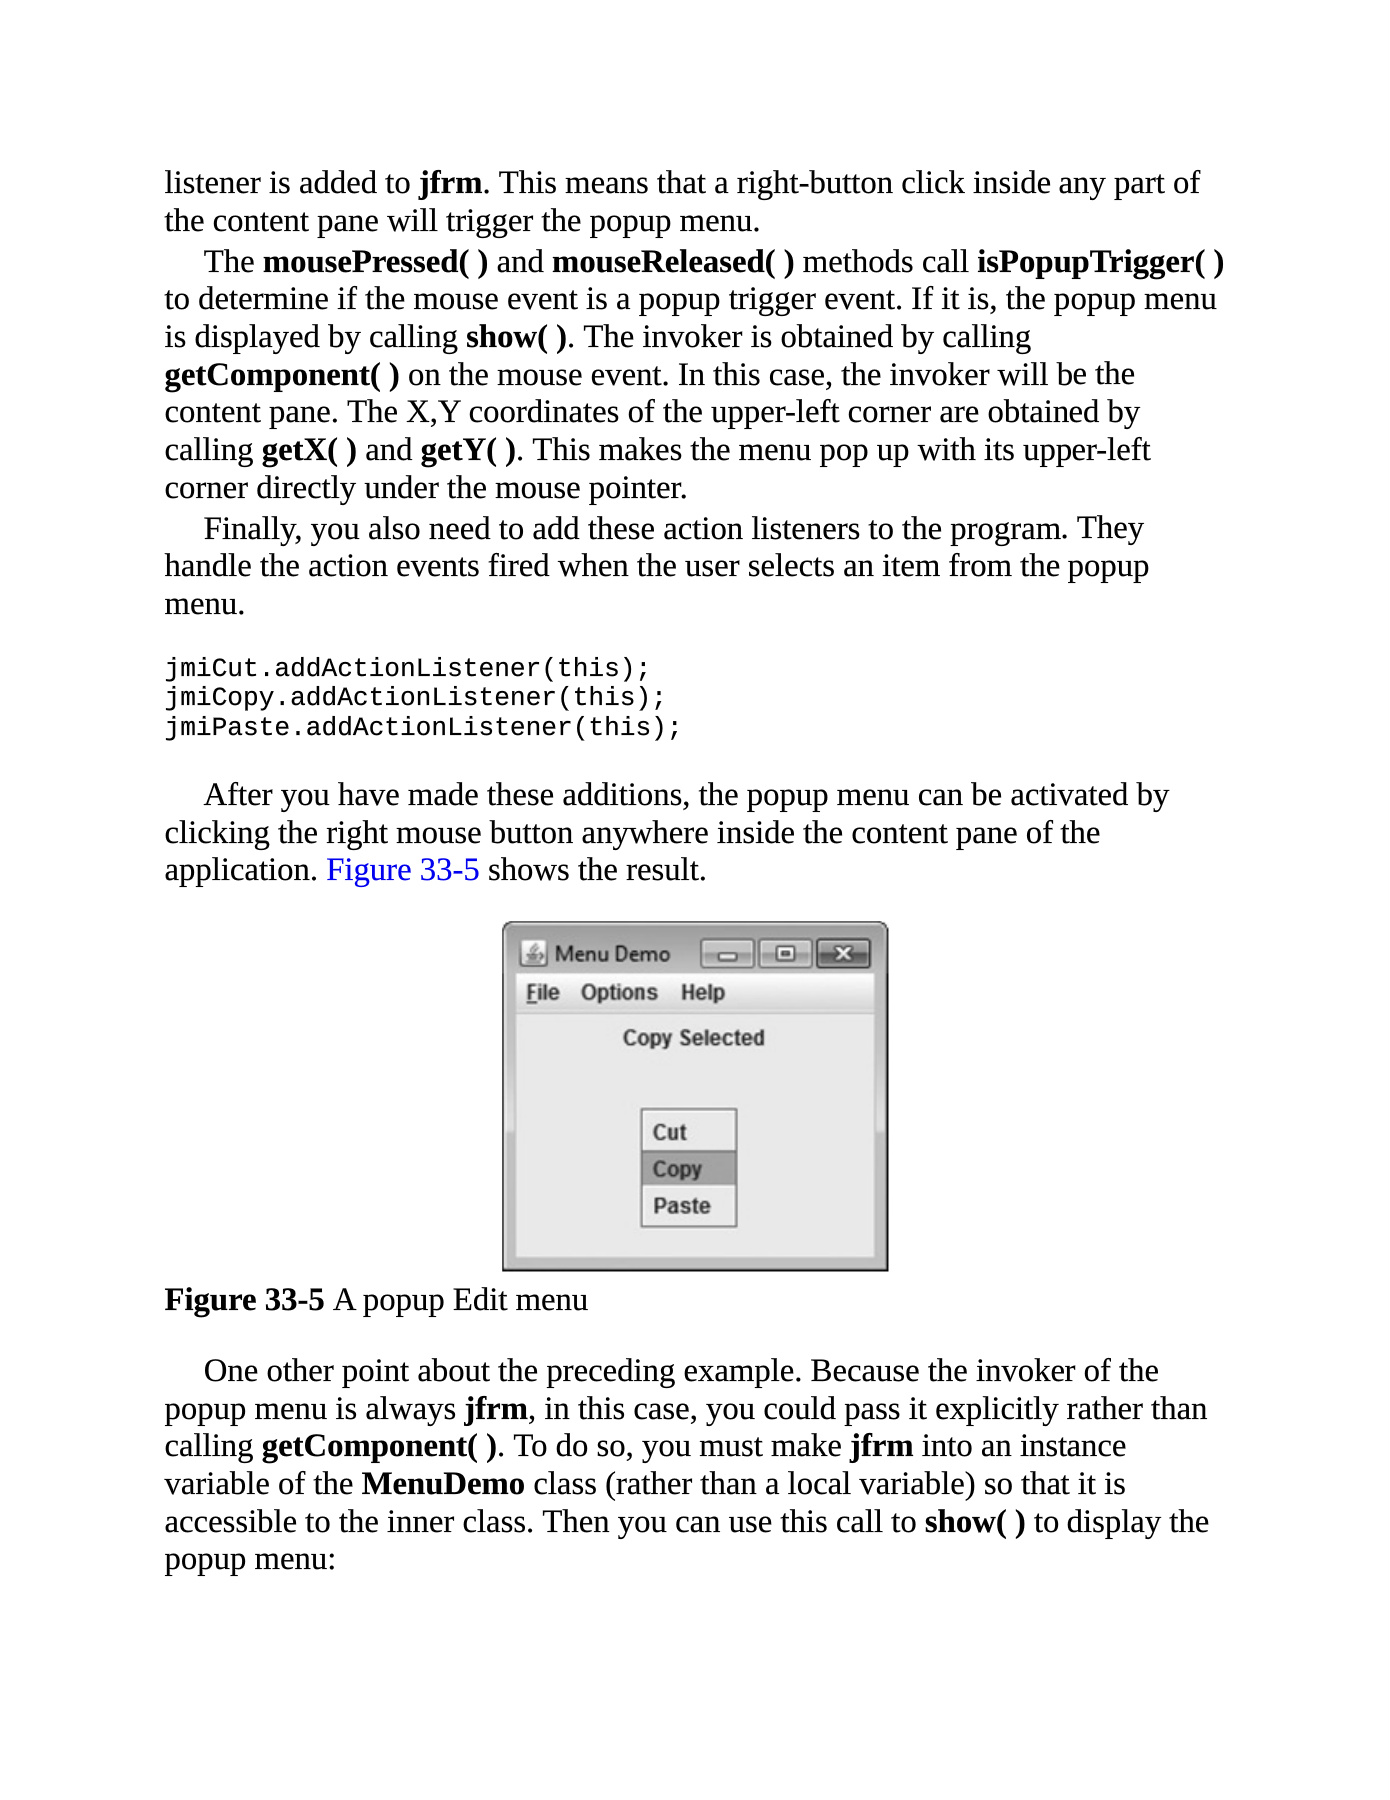 listener is added to jfrm. This means that a right-button click inside any part of
the content pane will trigger the popup menu.
The mousePressed( ) and mouseReleased( ) methods call isPopupTrigger( )
to determine if the mouse event is a popup trigger event. If it is, the popup menu
is displayed by calling show( ). The invoker is obtained by calling
getComponent( ) on the mouse event. In this case, the invoker will be the
content pane. The X,Y coordinates of the upper-left corner are obtained by
calling getX( ) and getY( ). This makes the menu pop up with its upper-left
corner directly under the mouse pointer.
Finally, you also need to add these action listeners to the program. They
handle the action events fired when the user selects an item from the popup
menu.
jmiCut.addActionListener(this);
jmiCopy.addActionListener(this);
jmiPaste.addActionListener(this);
After you have made these additions, the popup menu can be activated by
clicking the right mouse button anywhere inside the content pane of the
application. Figure 33-5 shows the result.
Menu Demo
File Options Help
Copy Selected
Cut
Copy
Paste
Figure 33-5 A popup Edit menu
One other point about the preceding example. Because the invoker of the
popup menu is always jfrm, in this case, you could pass it explicitly rather than
calling getComponent( ). To do so, you must make jfrm into an instance
variable of the MenuDemo class (rather than a local variable) so that it is
accessible to the inner class. Then you can use this call to show( ) to display the
popup menu: